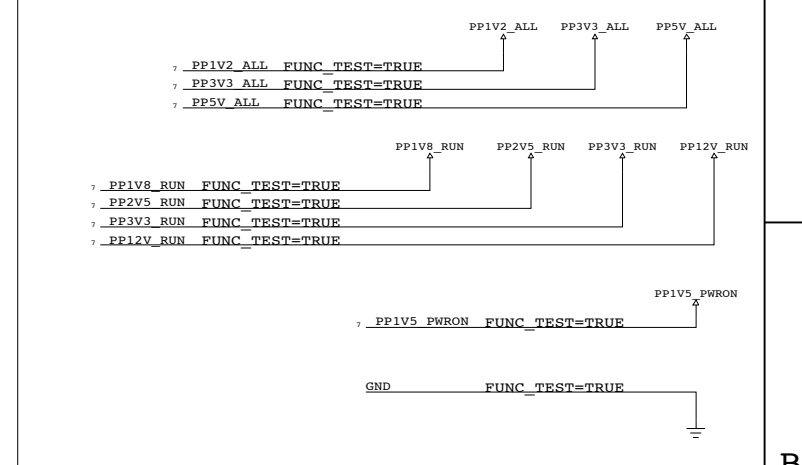 PP1V2_ALL PP3V3_ALL PP5V_ALL
7 PP1V2_ALL FUNC_TEST=TRUE
7 PP3V3_ALL FUNC_TEST=TRUE
7 PP5V_ALL FUNC_TEST=TRUE
PP1V8_RUN PP2V5_RUN PP3V3_RUN PP12V_RUN
7 PP1V8_RUN FUNC_TEST=TRUE
7 PP2V5_RUN FUNC_TEST=TRUE
7 PP3V3_RUN FUNC_TEST=TRUE
7 PP12V_RUN FUNC_TEST=TRUE
PP1V5_PWRON
7 PP1V5_PWRON FUNC_TEST=TRUE
GND FUNC_TEST=TRUE
B